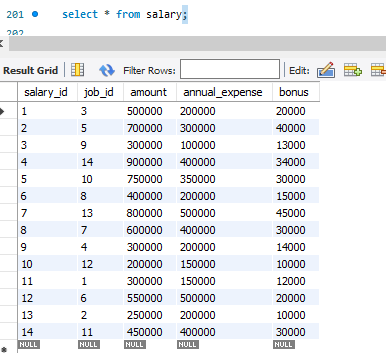 201 select * from salary;
202
Result Grid Filter Rows: Edit:
salary_id job_id amount annual_expense bonus
1 3 500000 200000 20000
2 5 700000 300000 40000
3 9 300000 100000 13000
4 14 900000 400000 34000
5 10 750000 350000 30000
6 8 400000 200000 15000
7 13 800000 500000 45000
8 7 600000 400000 30000
9 4 300000 200000 14000
10 12 200000 150000 10000
11 1 300000 150000 12000
12 6 550000 500000 20000
13 2 250000 200000 10000
14 11 450000 400000 30000
NULL NULL NULL NULL NULL